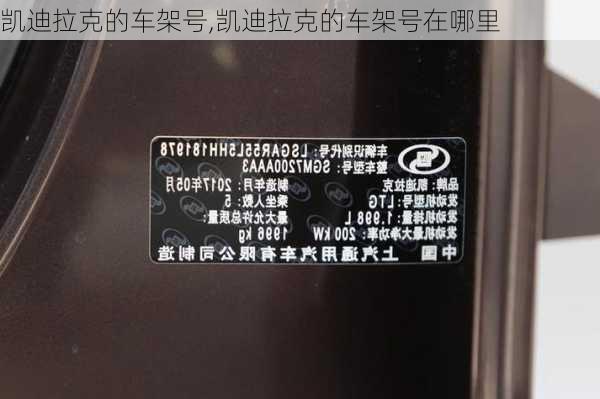 凯迪拉克的车架号,凯迪拉克的车架号在哪里
车辆识别代号：LSGAR55L5HH181978
整车型号：SGM7200AAA3
品牌：凯迪拉克 制造年月：2017年05月
发动机型号：LTG 乘坐人数：5
发动机排量：1.998 L 最大允许总质量：
发动机最大净功率：200 kW 1996 kg
中国 上汽通用汽车有限公司制造